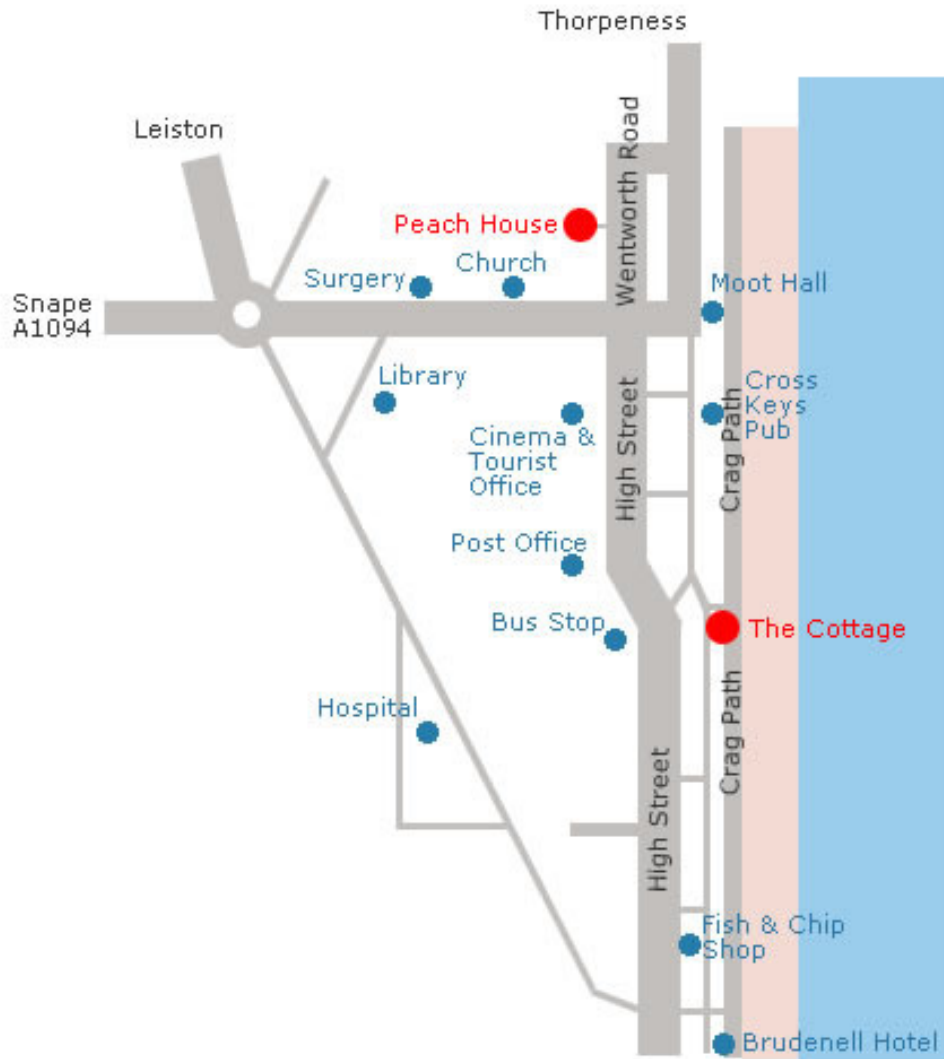 Thorpeness
Leiston
Wentworth Road
Peach House
Surgery
Church
Moot Hall
Snape
A1094
Library
Cinema &
Tourist
Office
High Street
Cross
Keys
Pub
Crag Path
Post Office
Bus Stop
The Cottage
Hospital
Crag Path
High Street
Fish & Chip
Shop
Brudenell Hotel